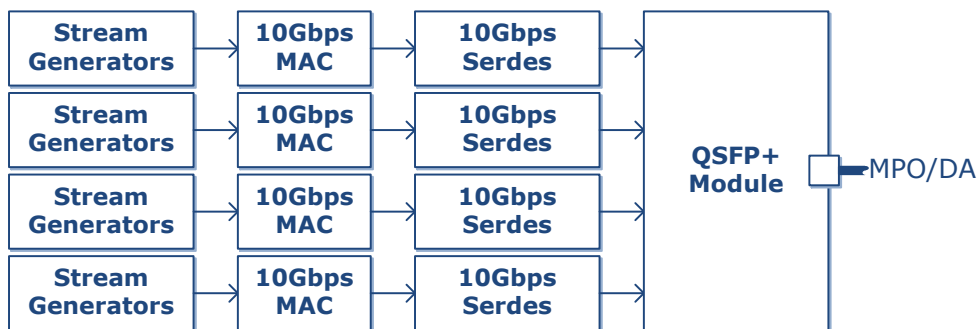 Stream
Generators
10Gbps
MAC
10Gbps
Serdes
Stream
Generators
10Gbps
MAC
10Gbps
Serdes
QSFP+
Module
MPO/DA
Stream
Generators
10Gbps
MAC
10Gbps
Serdes
Stream
Generators
10Gbps
MAC
10Gbps
Serdes